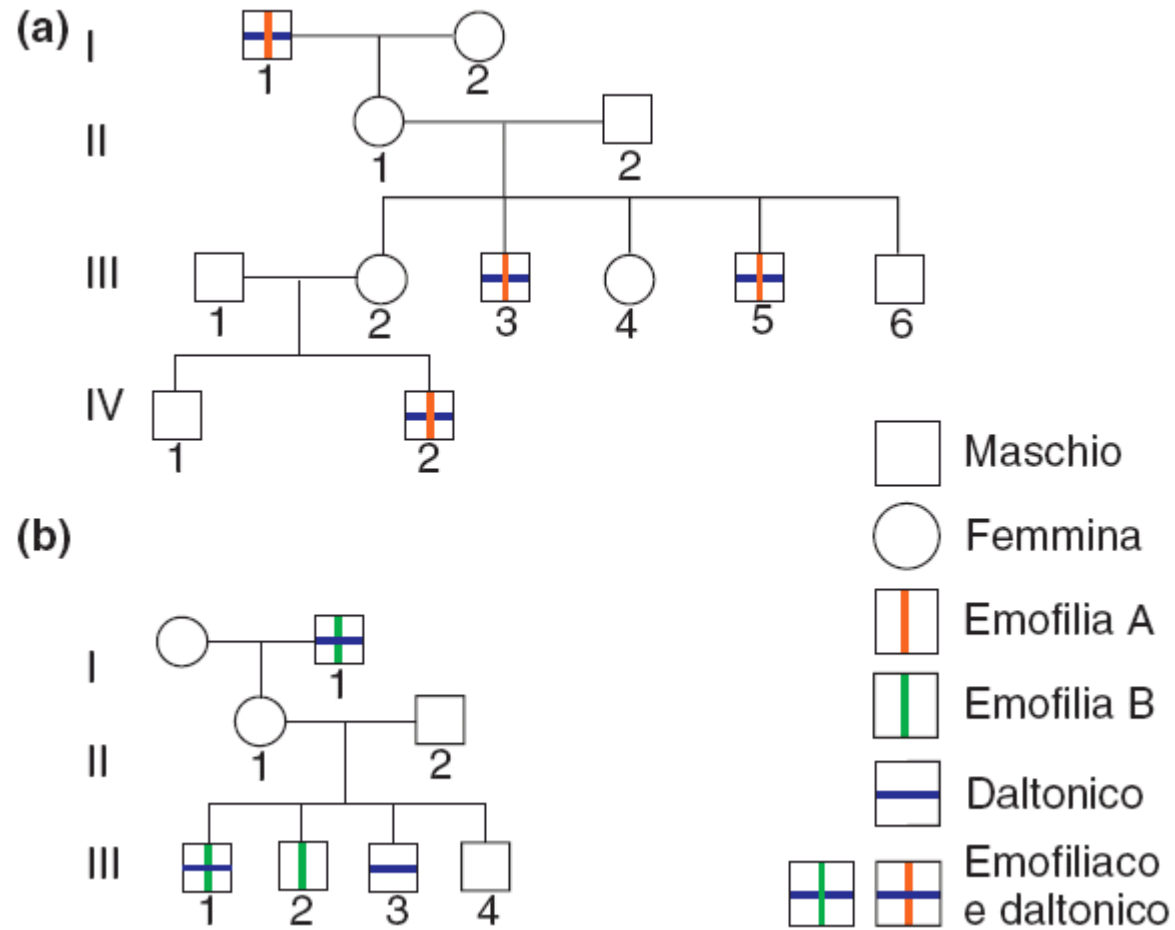 (a)
I
1
2
II
1
2
III
1
2
3
4
5
6
IV
1
2
Maschio
Femmina
Emofilia A
Emofilia B
Daltonico
Emofiliaco
e daltonico
(b)
I
1
II
1
2
III
1
2
3
4